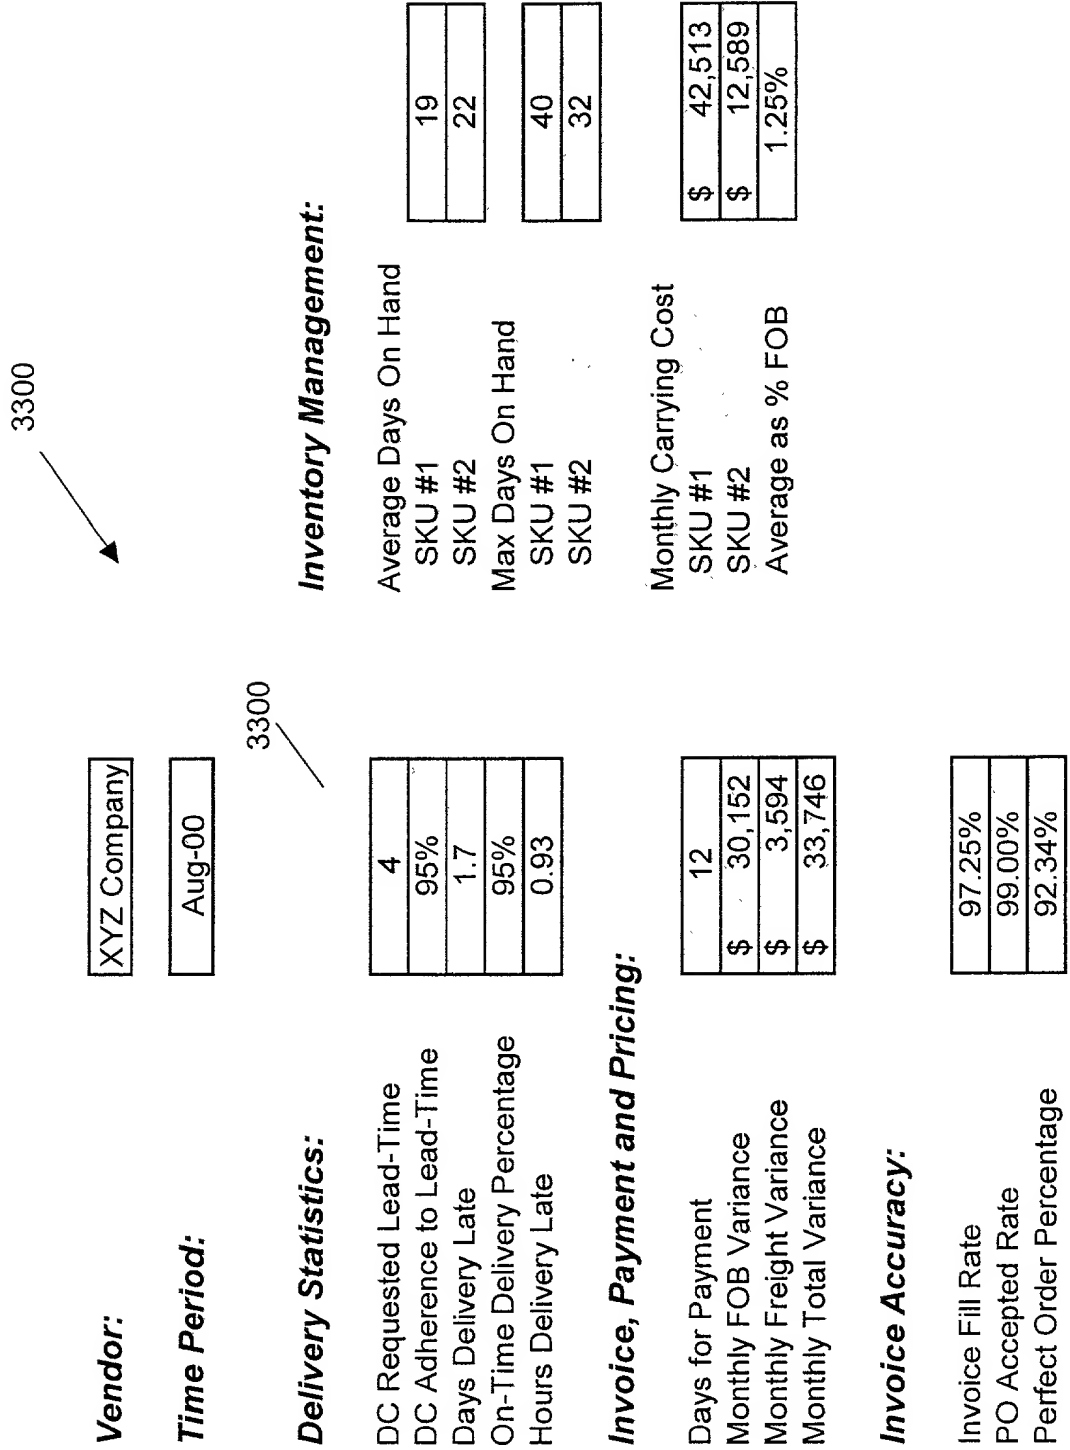 3300
Vendor: XYZ Company
Time Period: Aug-00
3300
Delivery Statistics:
DC Requested Lead-Time 4
DC Adherence to Lead-Time 95%
Days Delivery Late 1.7
On-Time Delivery Percentage 95%
Hours Delivery Late 0.93
Invoice, Payment and Pricing:
Days for Payment 12
Monthly FOB Variance $ 30,152
Monthly Freight Variance $ 3,594
Monthly Total Variance $ 33,746
Invoice Accuracy:
Invoice Fill Rate 97.25%
PO Accepted Rate 99.00%
Perfect Order Percentage 92.34%
Inventory Management:
Average Days On Hand
SKU #1 19
SKU #2 22
Max Days On Hand
SKU #1 40
SKU #2 32
Monthly Carrying Cost
SKU #1 $ 42,513
SKU #2 $ 12,589
Average as % FOB 1.25%